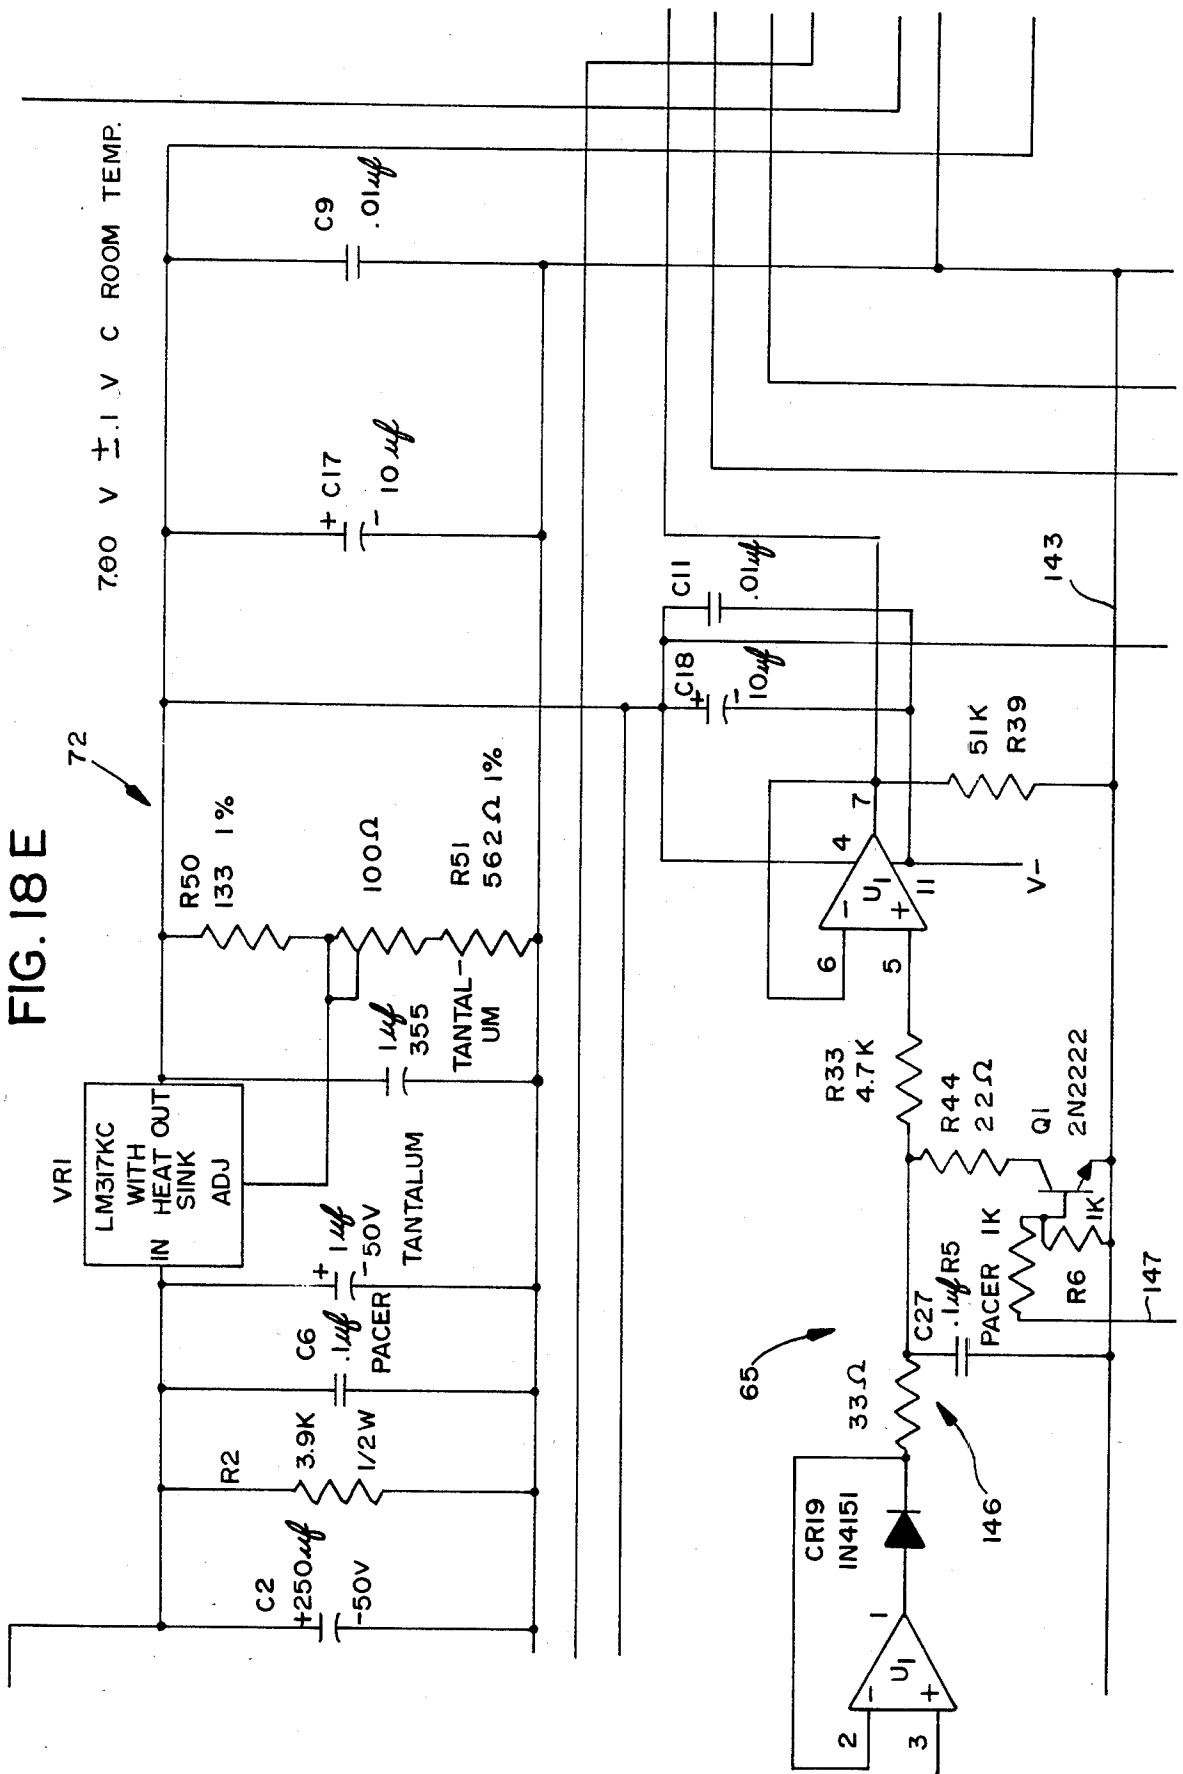 FIG. 18E
7.00 V ±.1 V C ROOM TEMP.
72
VR1
LM317KC
WITH
HEAT
SINK
IN
OUT
ADJ
C2
+250uf
-50V
R2
3.9K
1/2W
C6
.1uf
PACER
+
1uf
-50V
TANTALUM
1uf
355
TANTAL-
UM
R50
133 1%
100Ω
R51
562Ω 1%
+
C17
-
10uf
C9
.01uf
65
CR19
1N4151
2
3
-
+
U1
1
146
33Ω
C27
.1uf
PACER
R5
1K
R6
1K
147
Q1
2N2222
R44
22Ω
R33
4.7K
6
5
-
+
U1
4
11
7
V-
51K
R39
C18
+
-
10uf
C11
.01uf
143